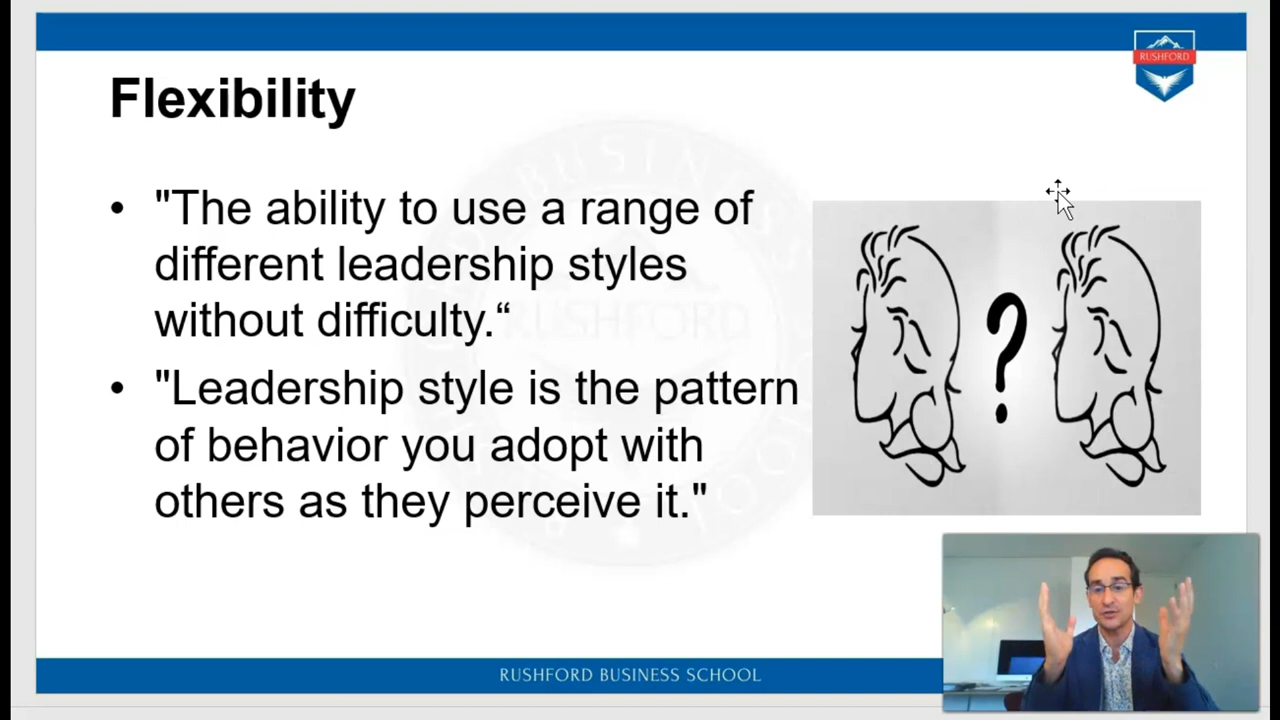 RUSHFORD
Flexibility
• "The ability to use a range of
different leadership styles
without difficulty.“
• "Leadership style is the pattern
of behavior you adopt with
others as they perceive it."
RUSHFORD
RUSHFORD BUSINESS SCHOOL